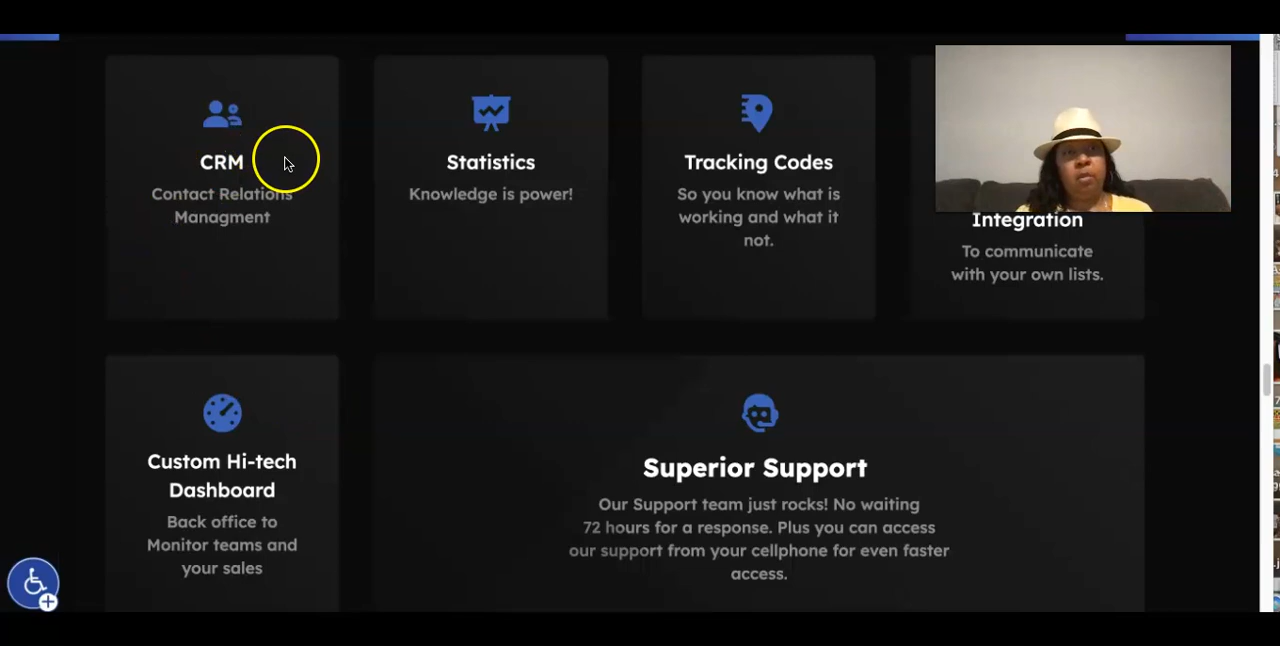 CRM
Contact Relations
Managment
Statistics
Knowledge is power!
Tracking Codes
So you know what is
working and what it
not.
Integration
To communicate
with your own lists.
Custom Hi-tech
Dashboard
Back office to
Monitor teams and
your sales
Superior Support
Our Support team just rocks! No waiting
72 hours for a response. Plus you can access
our support from your cellphone for even faster
access.